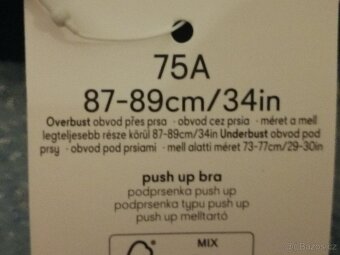 75A
87-89cm/34in
Overbust obvod přes prsa · obvod cez prsia · méret a mell
legteljesebb része körül 87-89cm/34in Underbust obvod pod
prsy · obvod pod prsiami · mell alatti méret 73-77cm/29-30in
push up bra
podprsenka push up
podprsenka typu push up
push up melltartó
MIX
Bazos.cz